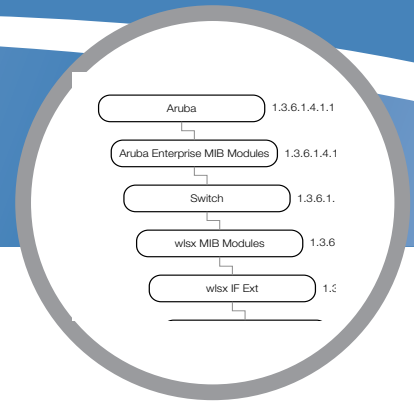 Aruba 1.3.6.1.4.1.1
Aruba Enterprise MIB Modules 1.3.6.1.4.1
Switch 1.3.6.1.
wlsx MIB Modules 1.3.6
wlsx IF Ext 1.3